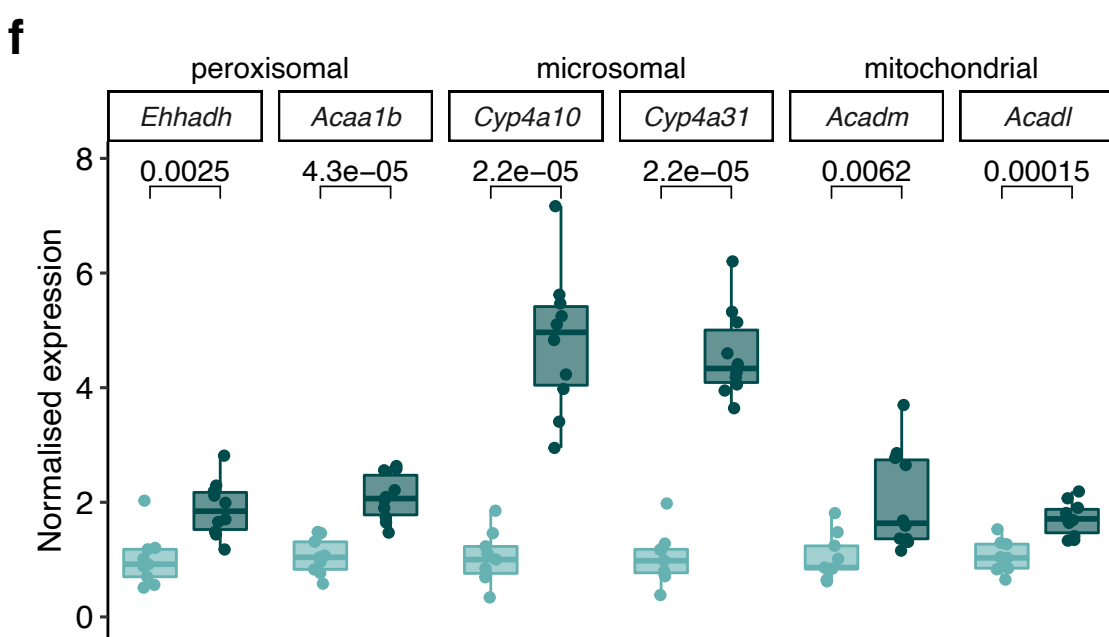 f
peroxisomal microsomal mitochondrial
Ehhadh Acaa1b Cyp4a10 Cyp4a31 Acadm Acadl
0.0025 4.3e−05 2.2e−05 2.2e−05 0.0062 0.00015
Normalised expression
8
6
4
2
0